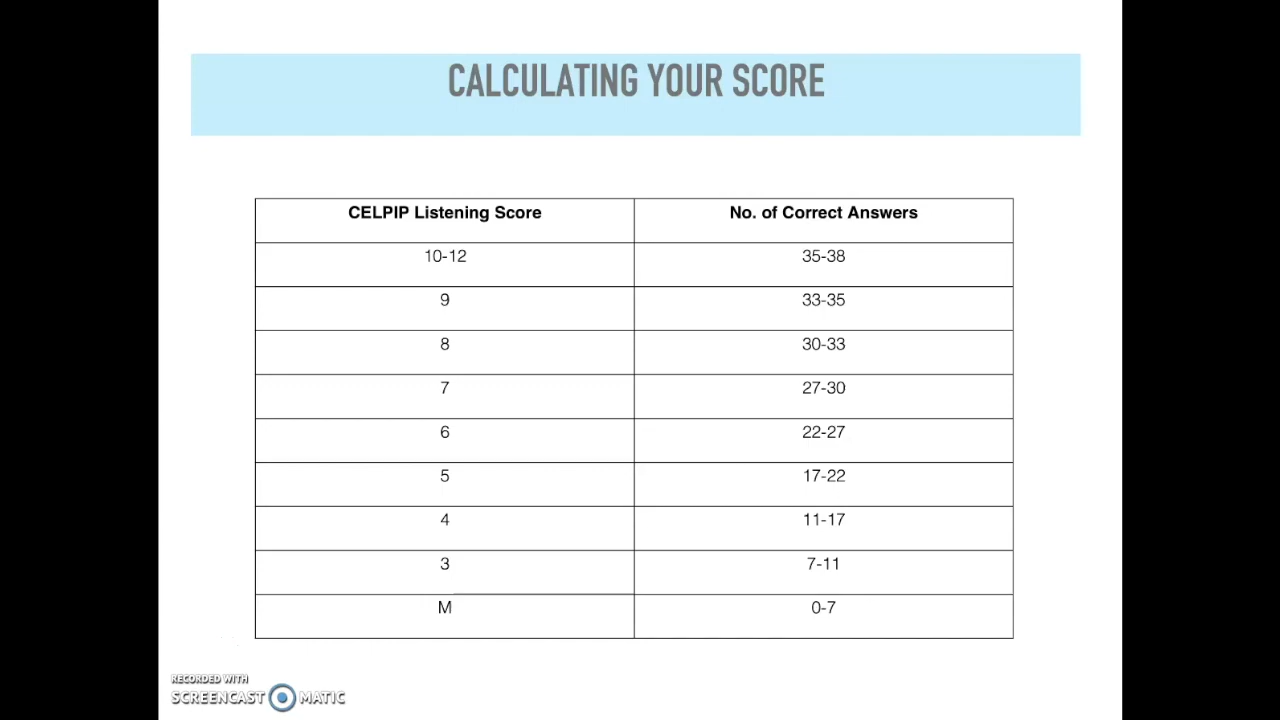 CALCULATING YOUR SCORE
CELPIP Listening Score No. of Correct Answers
10-12 35-38
9 33-35
8 30-33
7 27-30
6 22-27
5 17-22
4 11-17
3 7-11
M 0-7
RECORDED WITH
SCREENCAST MATIC